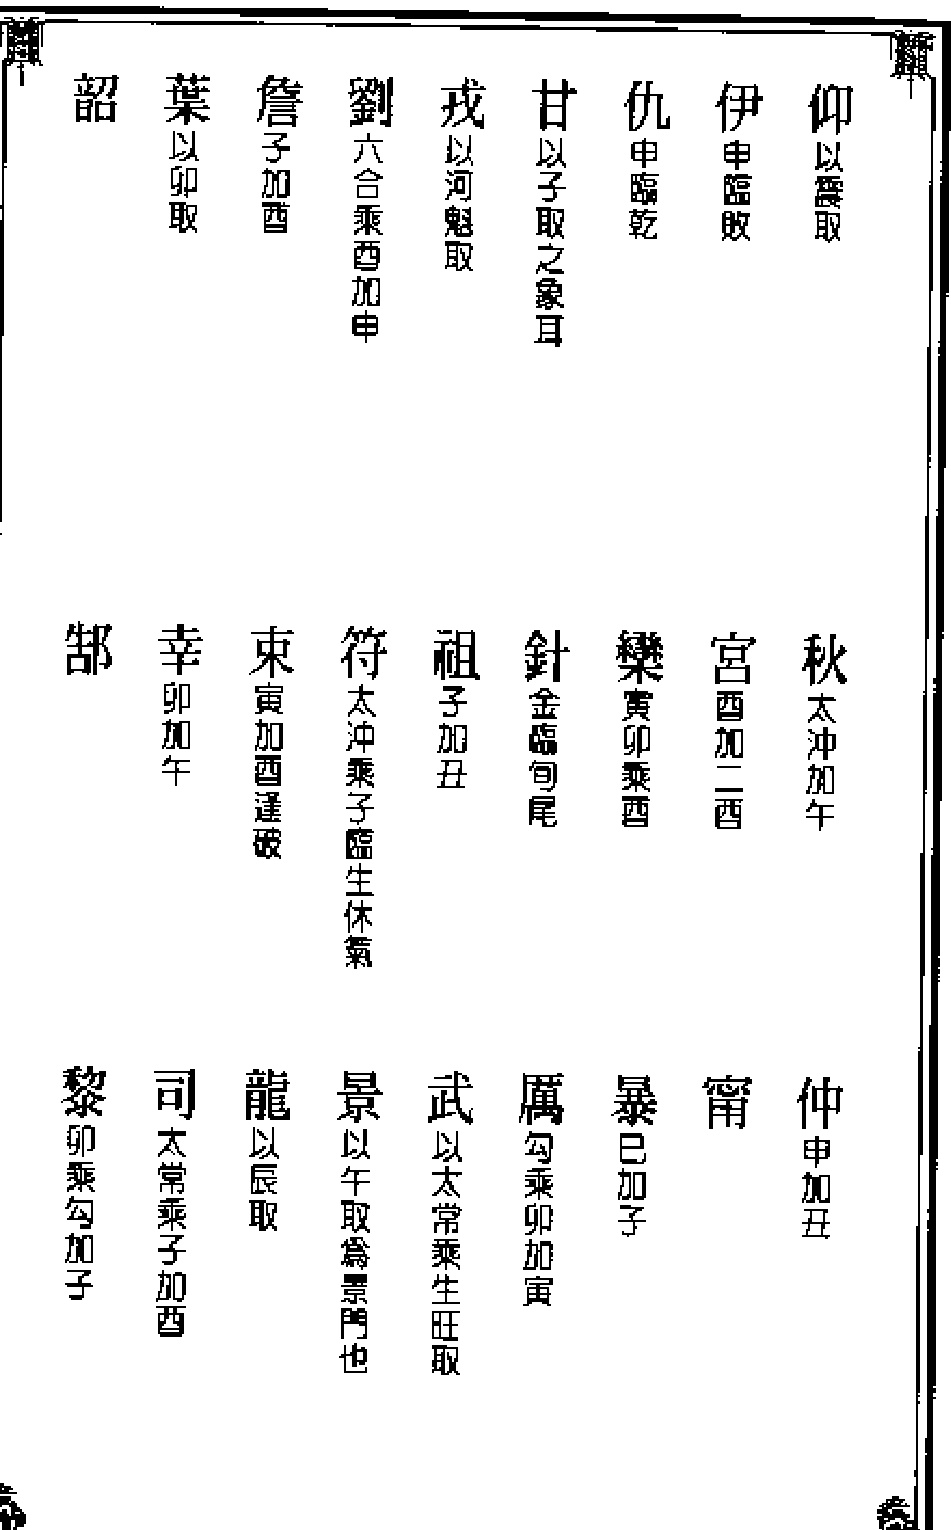 仰以震取
秋太沖加午
仲申加丑
伊申臨敗
宮酉加二酉
甯
仇申臨乾
欒寅卯乘酉
暴巳加子
甘以子取之象耳
針金臨旬尾
厲勾乘卯加寅
戎以河魁取
祖子加丑
武以太常乘生旺取
劉六合乘酉加申
符太沖乘子臨生休氣
景以午取為景門也
詹子加酉
束寅加酉逢破
龍以辰取
葉以卯取
幸卯加午
司太常乘子加酉
韶
郜
黎卯乘勾加子